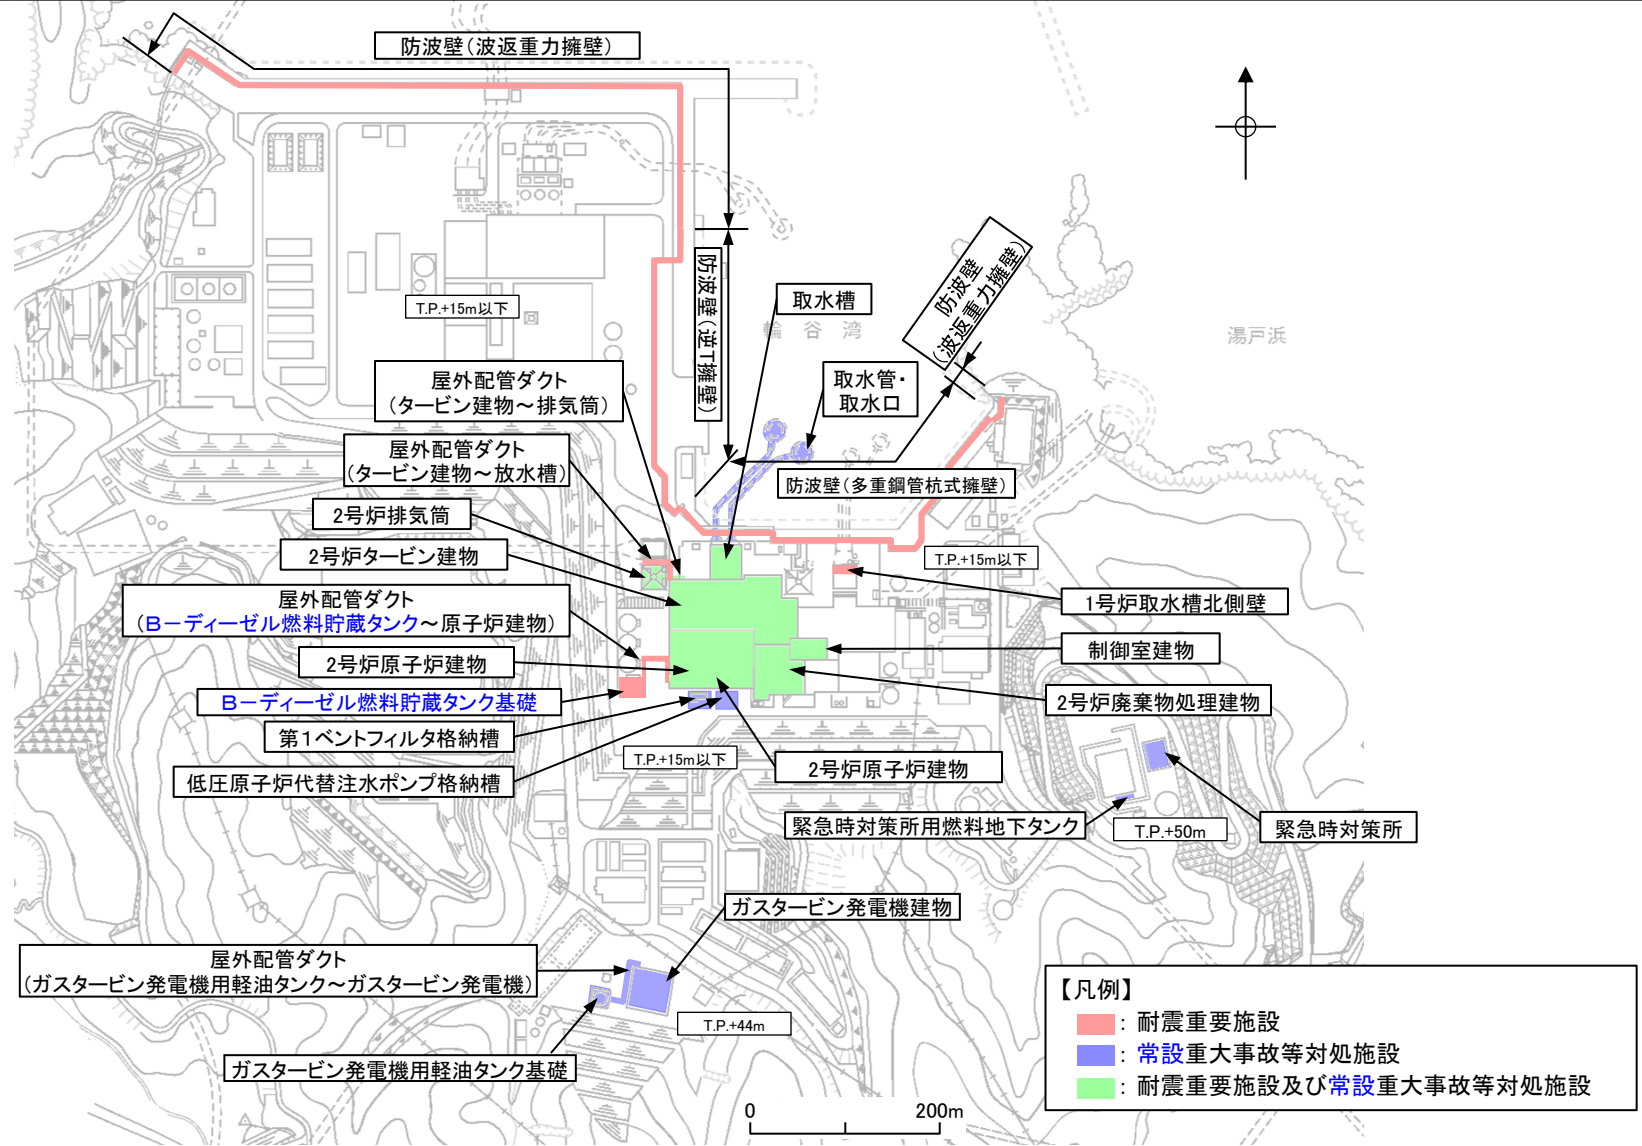 防波壁(波返重力擁壁)
防波壁(逆T擁壁)
防波壁
(波返重力擁壁)
取水槽
輪谷湾
湯戸浜
T.P.+15m以下
屋外配管ダクト
(タービン建物～排気筒)
取水管・
取水口
屋外配管ダクト
(タービン建物～放水槽)
防波壁(多重鋼管杭式擁壁)
2号炉排気筒
2号炉タービン建物
T.P.+15m以下
屋外配管ダクト
(B－ディーゼル燃料貯蔵タンク～原子炉建物)
1号炉取水槽北側壁
2号炉原子炉建物
制御室建物
B－ディーゼル燃料貯蔵タンク基礎
2号炉廃棄物処理建物
第1ベントフィルタ格納槽
T.P.+15m以下
2号炉原子炉建物
低圧原子炉代替注水ポンプ格納槽
緊急時対策所用燃料地下タンク
T.P.+50m
緊急時対策所
ガスタービン発電機建物
屋外配管ダクト
(ガスタービン発電機用軽油タンク～ガスタービン発電機)
T.P.+44m
ガスタービン発電機用軽油タンク基礎
【凡例】
：耐震重要施設
：常設重大事故等対処施設
：耐震重要施設及び常設重大事故等対処施設
0 200m